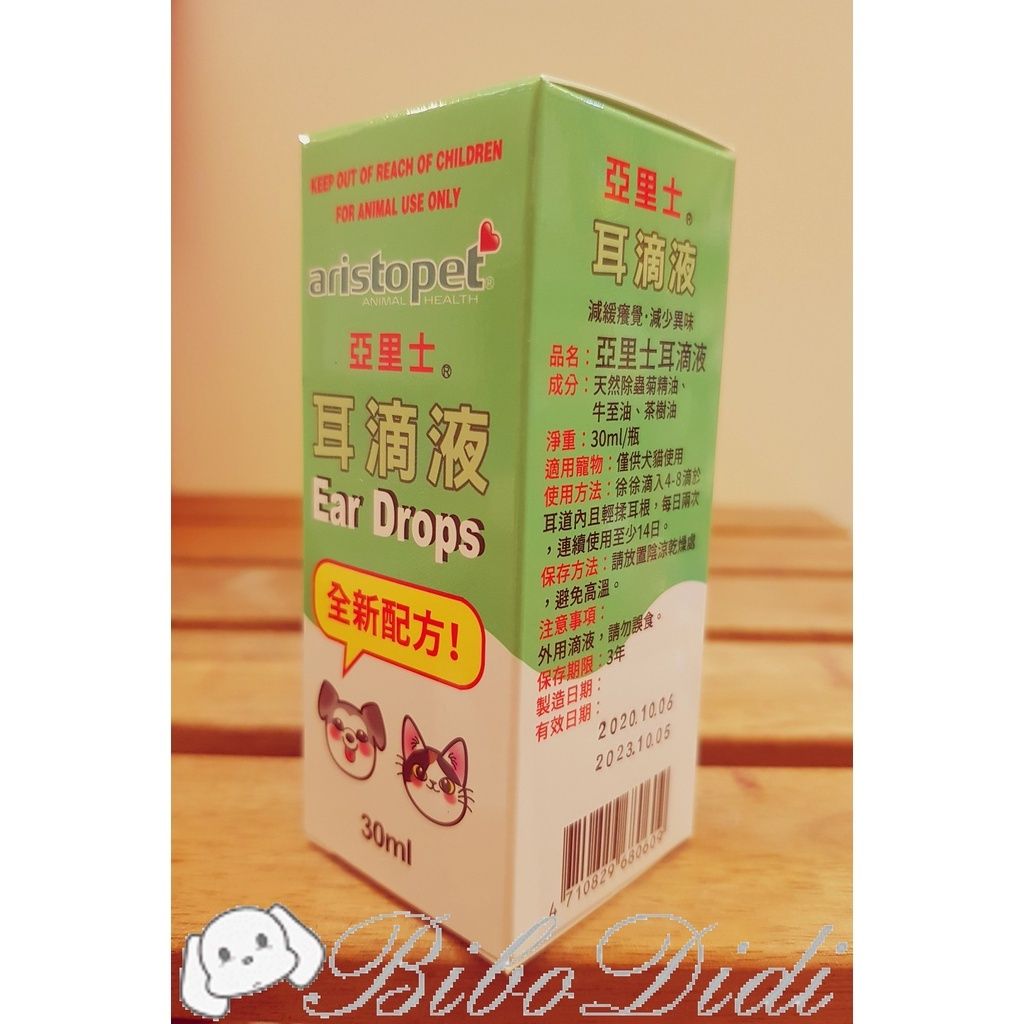 KEEP OUT OF REACH OF CHILDREN
FOR ANIMAL USE ONLY
aristopet®
ANIMAL HEALTH
亞里士®
耳滴液
Ear Drops
全新配方!
30ml
亞里士®
耳滴液
減緩癢覺·減少異味
品名：亞里士耳滴液
成分：天然除蟲菊精油、
牛至油、茶樹油
淨重：30ml/瓶
適用寵物：僅供犬貓使用
使用方法：徐徐滴入4-8滴於
耳道內且輕揉耳根，每日兩次
，連續使用至少14日。
保存方法：請放置陰涼乾燥處
，避免高溫。
注意事項：
外用滴液，請勿誤食。
保存期限：3年
製造日期：
有效日期：
2020.10.06
2023.10.05
4 710829 680609
Bibo Didi